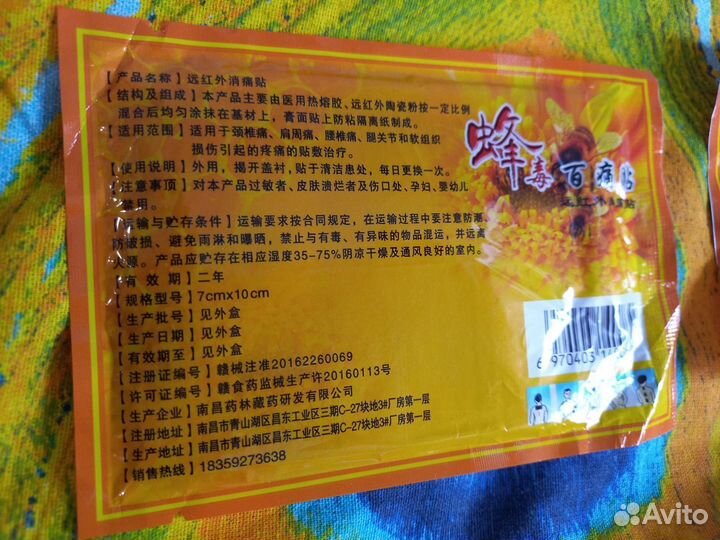 【产品名称】远红外消痛贴
【结构及组成】本产品主要由医用热熔胶、远红外陶瓷粉按一定比例
混合后均匀涂抹在基材上，膏面贴上防粘隔离纸制成。
【适用范围】适用于颈椎痛、肩周痛、腰椎痛、腿关节和软组织
损伤引起的疼痛的贴敷治疗。
【使用说明】外用，揭开盖衬，贴于清洁患处，每日更换一次。
【注意事项】对本产品过敏者、皮肤溃烂者及伤口处、孕妇、婴幼儿
禁用。
【运输与贮存条件】运输要求按合同规定，在运输过程中要注意防潮
防破损、避免雨淋和曝晒，禁止与有毒、有异味的物品混运，并远离
火源。产品应贮存在相应湿度35-75%阴凉干燥及通风良好的室内。
【有 效 期】二年
【规格型号】7cm×10cm
【生产批号】见外盒
【生产日期】见外盒
【有效期至】见外盒
【注册证编号】赣械注准20162260069
【许可证编号】赣食药监械生产许20160113号
【生产企业】南昌药林藏药研发有限公司
【注册地址】南昌市青山湖区昌东工业区三期C-27块地3#厂房第一层
【生产地址】南昌市青山湖区昌东工业区三期C-27块地3#厂房第一层
【销售热线】18359273638
蜂毒百痛贴
远红外消痛贴
6 970403
Avito